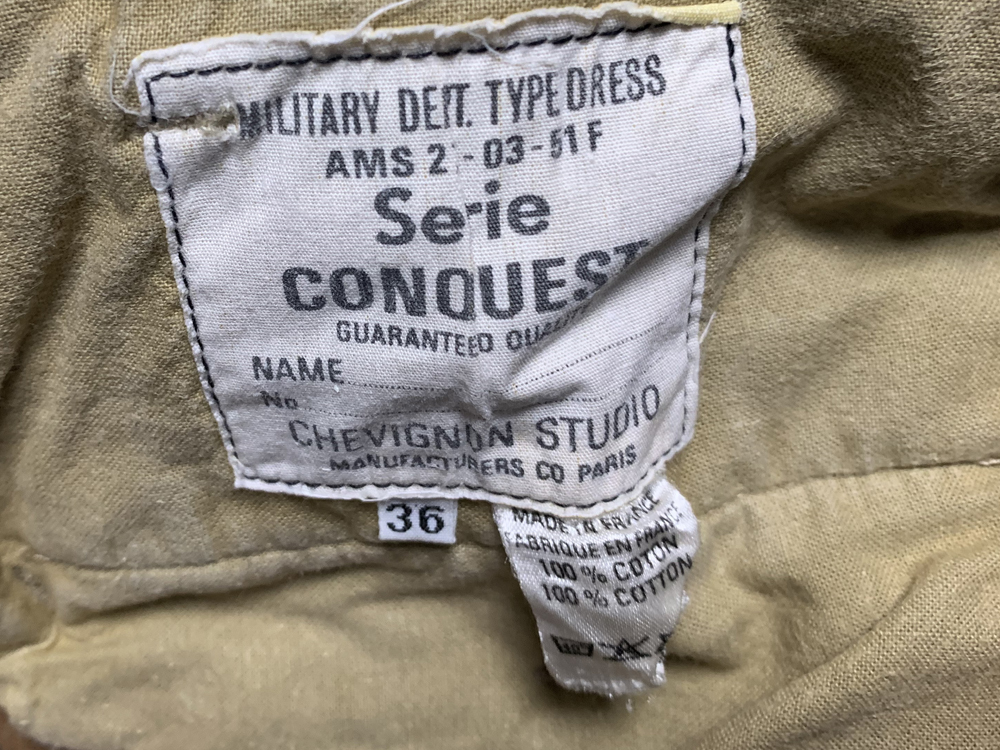 MILITARY DEPT. TYPE DRESS
AMS 2 -03-51 F
Serie
CONQUEST
GUARANTEED QUALITY
NAME
No
CHEVIGNON STUDIO
MANUFACTURERS CO PARIS
36
MADE IN FRANCE
FABRIQUE EN FRANCE
100 % COTON
100 % COTTON